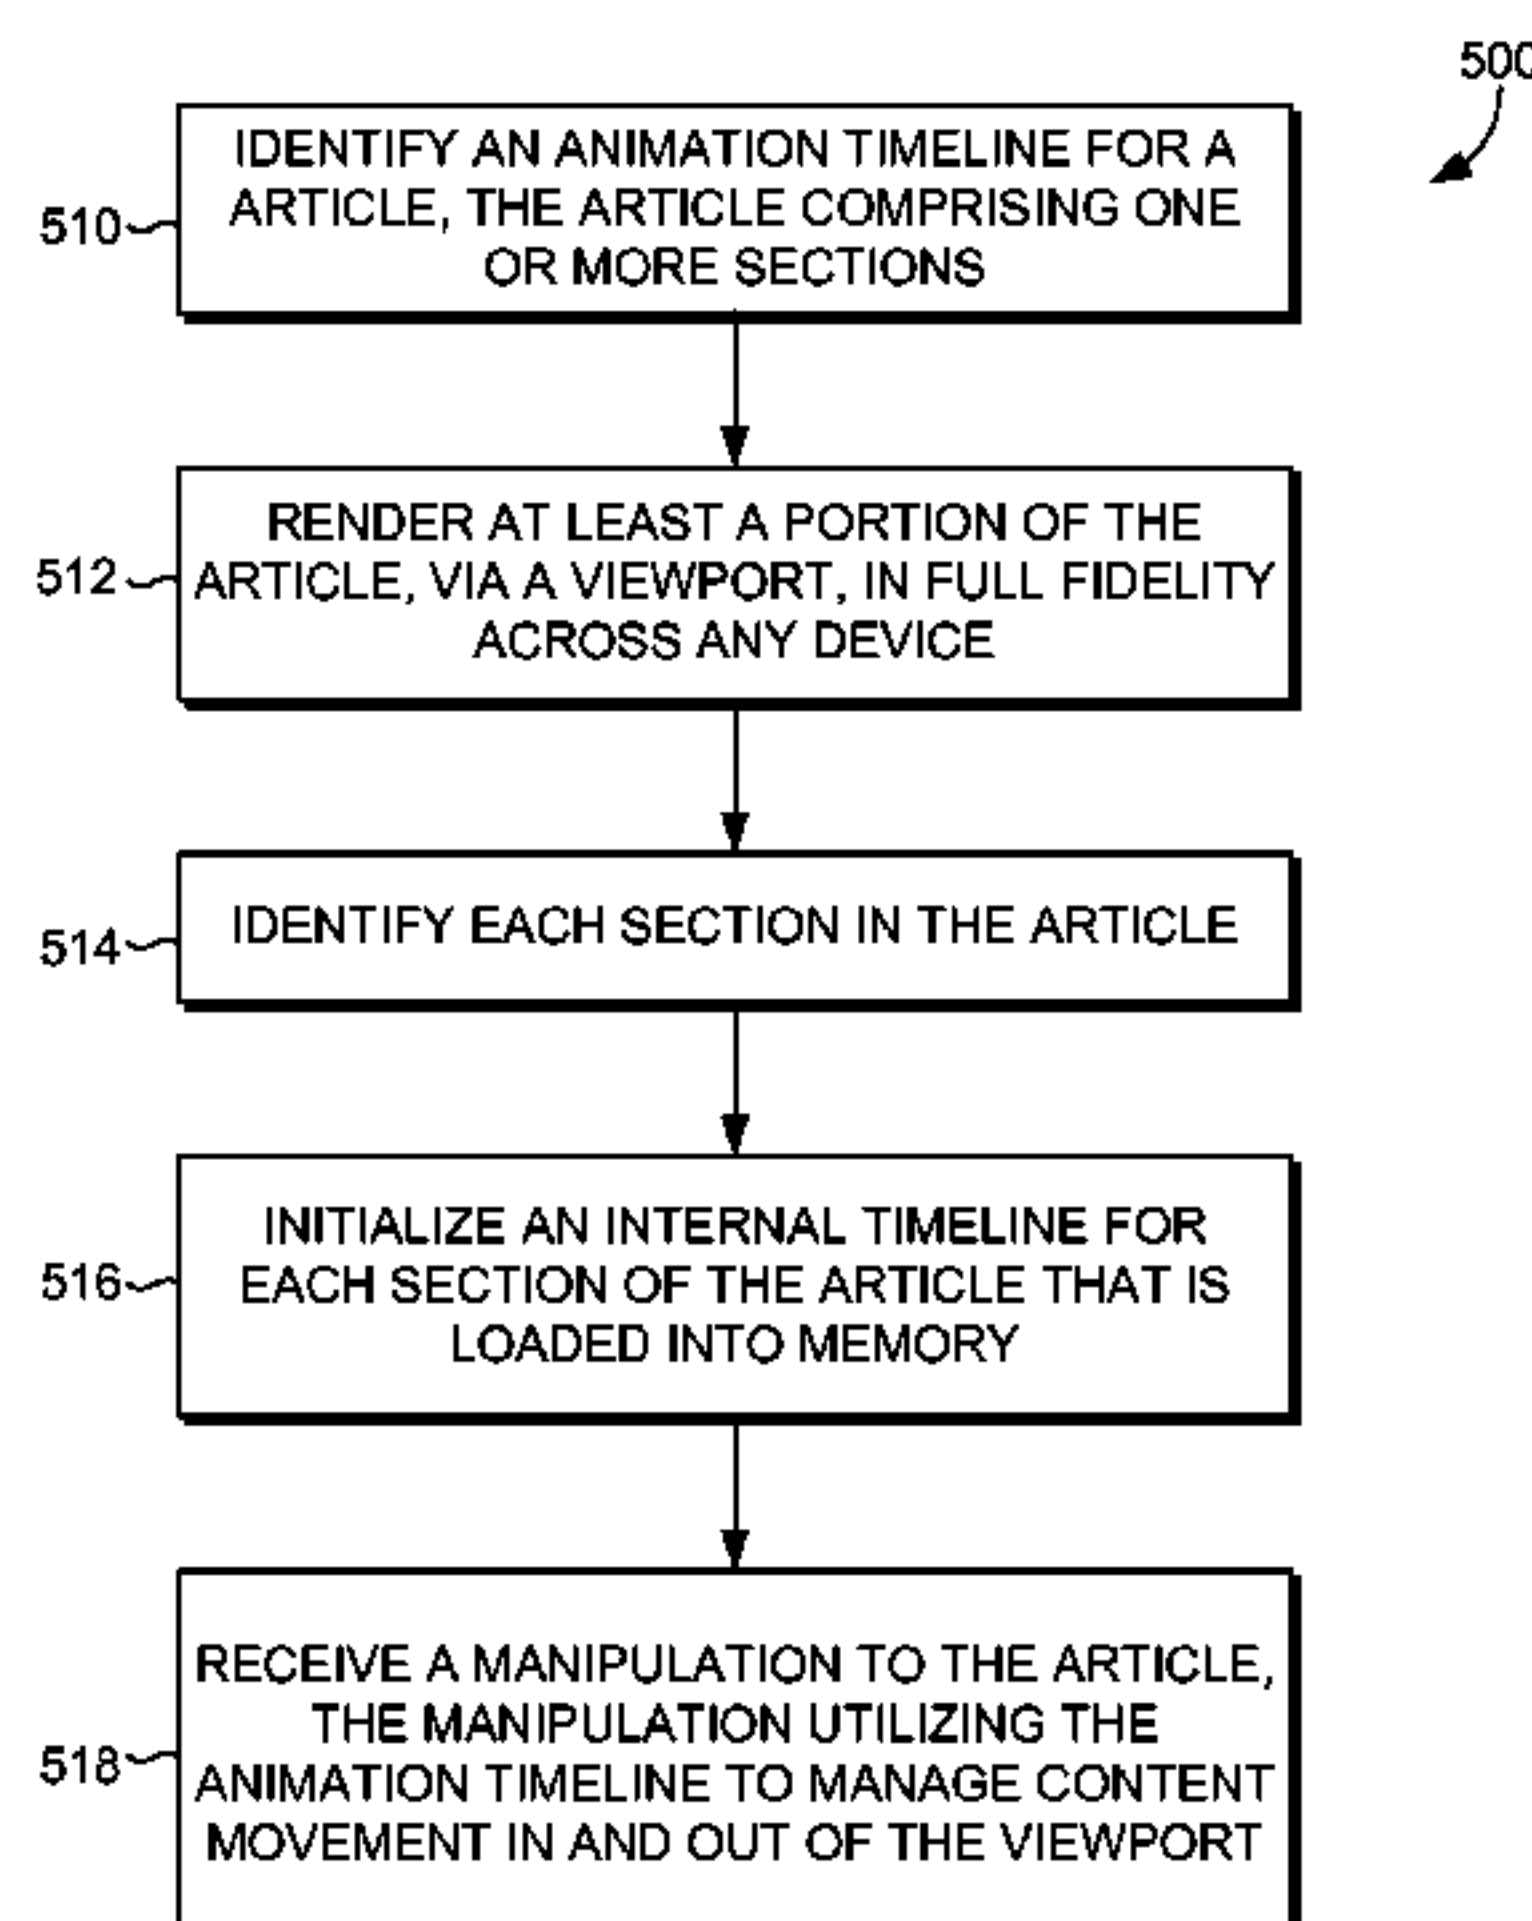 500
IDENTIFY AN ANIMATION TIMELINE FOR A
ARTICLE, THE ARTICLE COMPRISING ONE
OR MORE SECTIONS
510
RENDER AT LEAST A PORTION OF THE
ARTICLE, VIA A VIEWPORT, IN FULL FIDELITY
ACROSS ANY DEVICE
512
IDENTIFY EACH SECTION IN THE ARTICLE
514
INITIALIZE AN INTERNAL TIMELINE FOR
EACH SECTION OF THE ARTICLE THAT IS
LOADED INTO MEMORY
516
RECEIVE A MANIPULATION TO THE ARTICLE,
THE MANIPULATION UTILIZING THE
ANIMATION TIMELINE TO MANAGE CONTENT
MOVEMENT IN AND OUT OF THE VIEWPORT
518